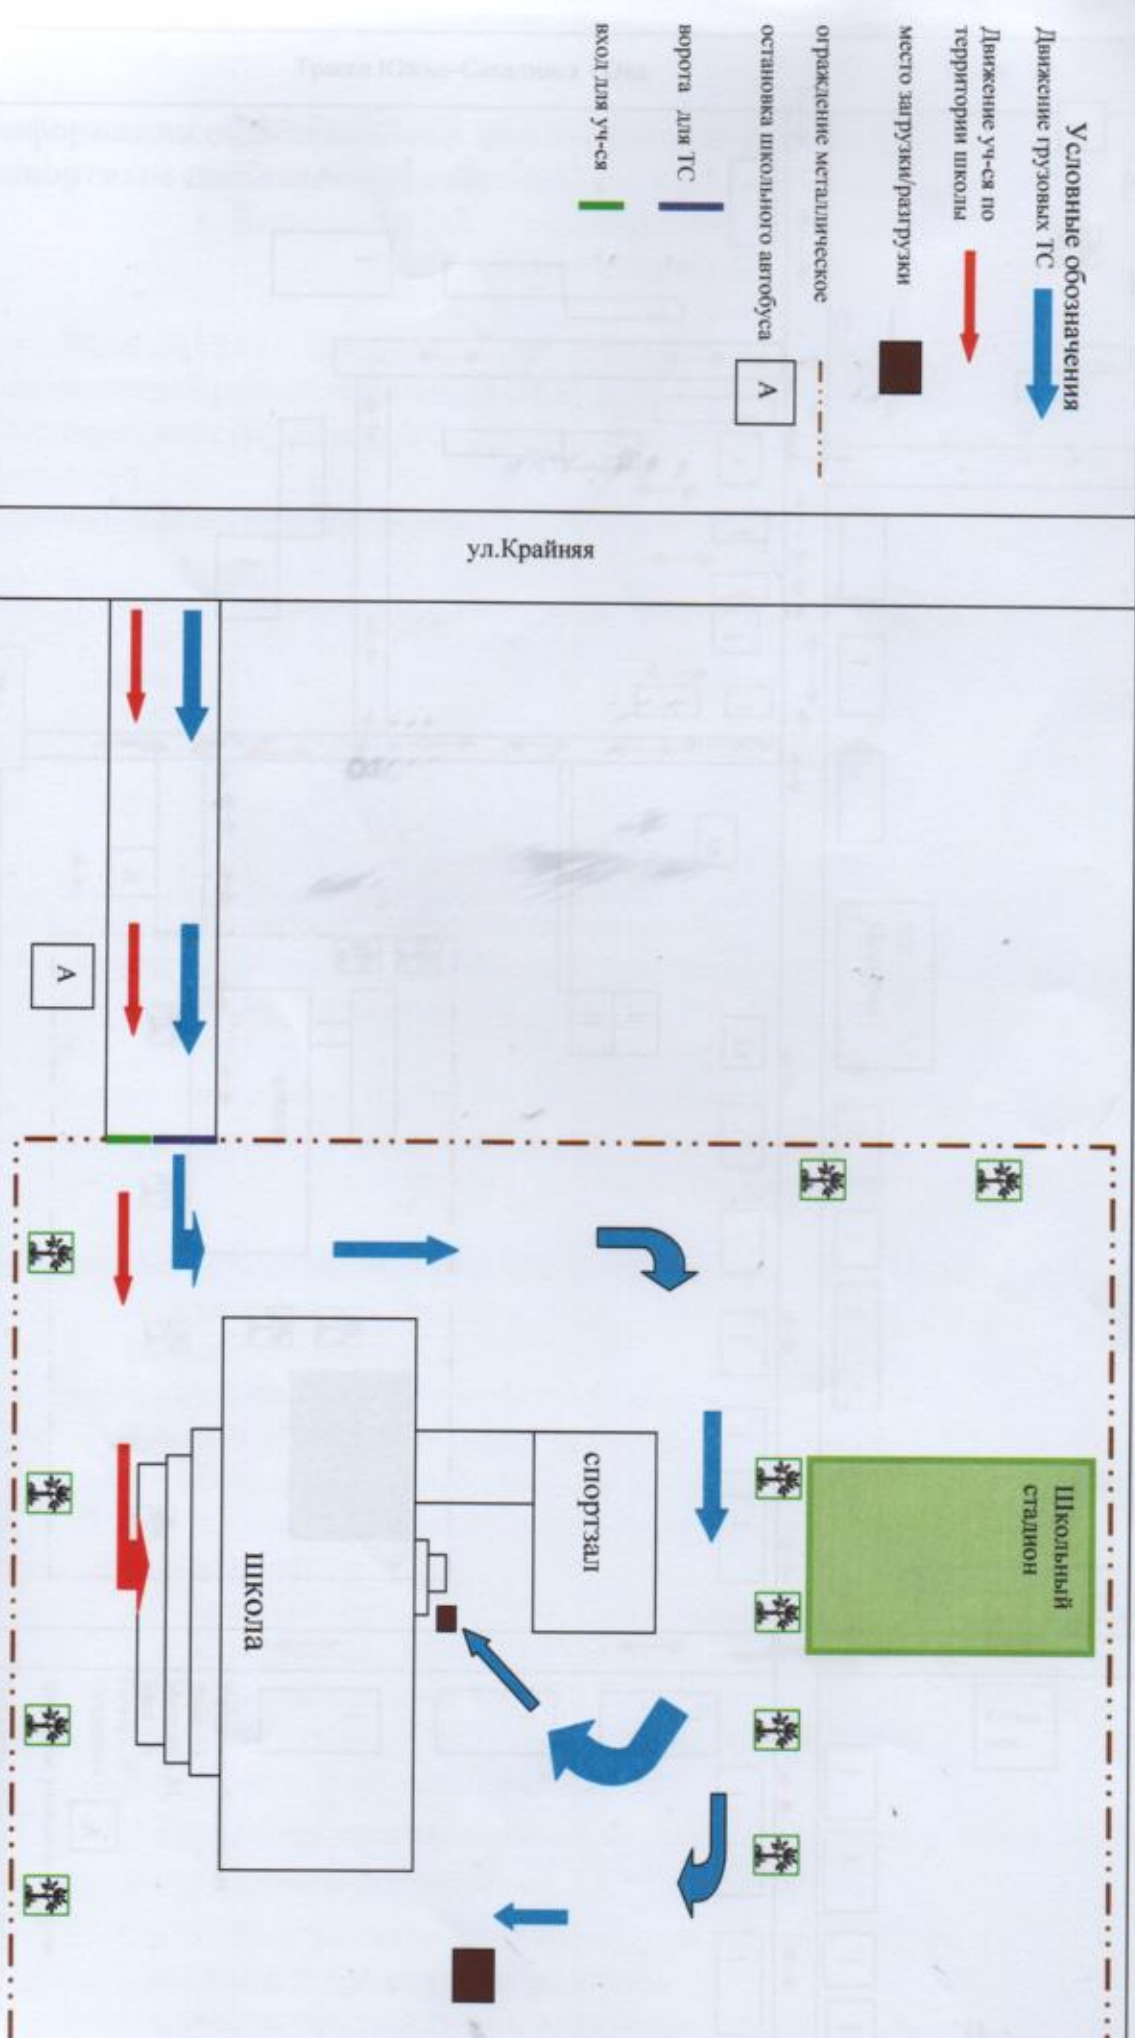 Условные обозначения
Движение грузовых ТС
Движение уч-ся по
территории школы
место загрузки/разгрузки
ограждение металлическое
остановка школьного автобуса
А
ворота для ТС
вход для уч-ся
ул.Крайняя
А
Школьный
стадион
спортзал
школа